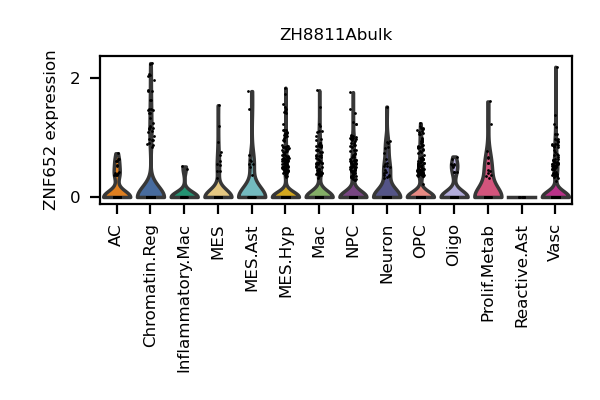 ZH8811Abulk
ZNF652 expression
2
0
AC
Chromatin.Reg
Inflammatory.Mac
MES
MES.Ast
MES.Hyp
Mac
NPC
Neuron
OPC
Oligo
Prolif.Metab
Reactive.Ast
Vasc